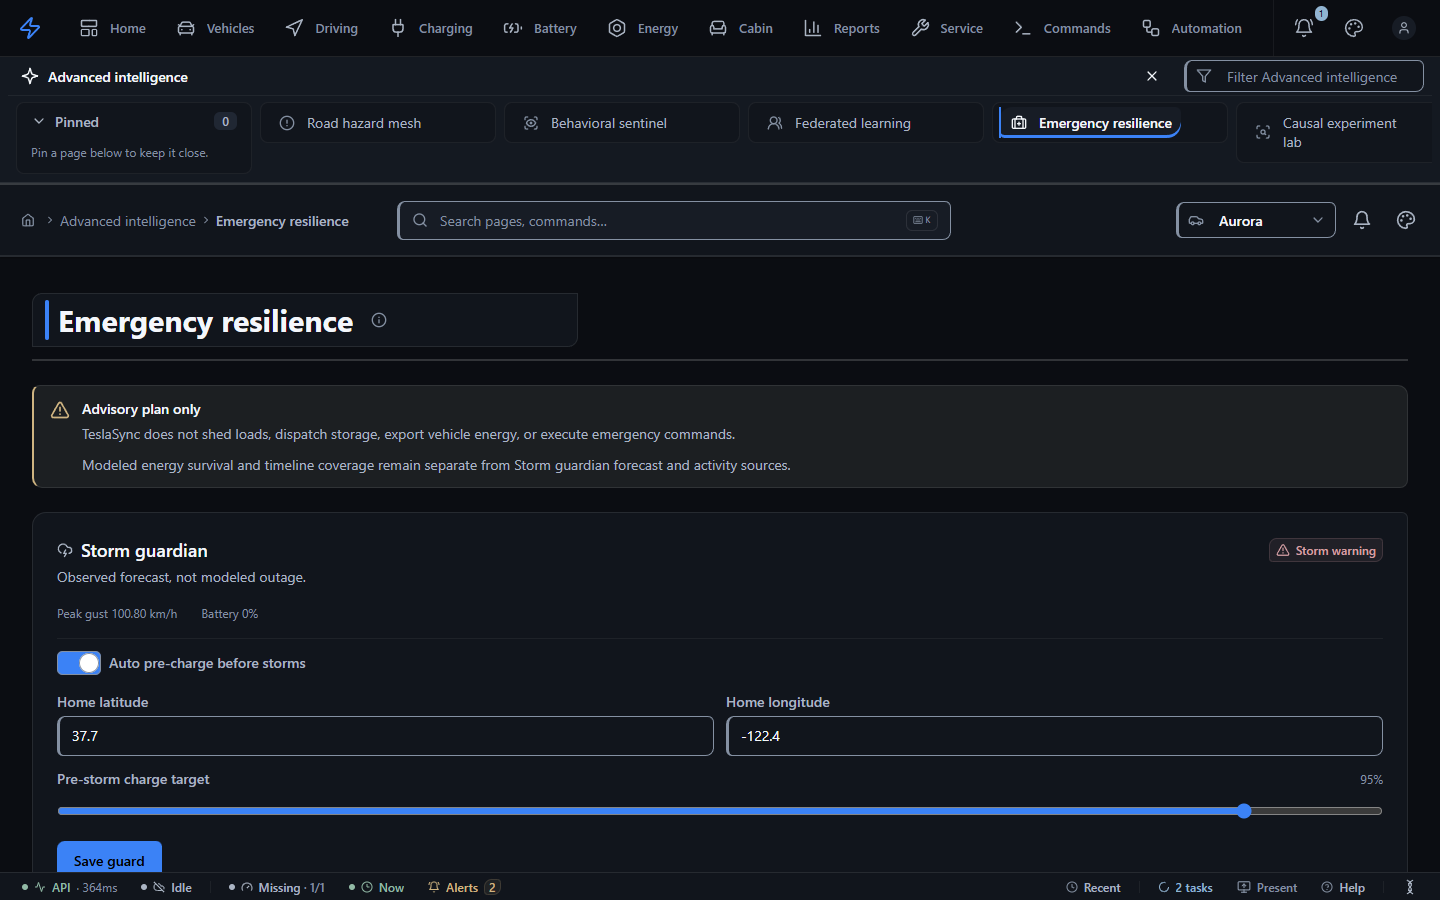 Home
Vehicles
Driving
Charging
Battery
Energy
Cabin
Reports
Service
Commands
Automation
1
Advanced intelligence
Filter Advanced intelligence
Pinned
0
Pin a page below to keep it close.
Road hazard mesh
Behavioral sentinel
Federated learning
Emergency resilience
Causal experiment
lab
Advanced intelligence
Emergency resilience
Search pages, commands...
K
Aurora
Emergency resilience
Advisory plan only
TeslaSync does not shed loads, dispatch storage, export vehicle energy, or execute emergency commands.
Modeled energy survival and timeline coverage remain separate from Storm guardian forecast and activity sources.
Storm guardian
Storm warning
Observed forecast, not modeled outage.
Peak gust 100.80 km/h
Battery 0%
Auto pre-charge before storms
Home latitude
Home longitude
37.7
-122.4
Pre-storm charge target
95%
Save guard
API · 364ms
Idle
Missing · 1/1
Now
Alerts 2
Recent
2 tasks
Present
Help